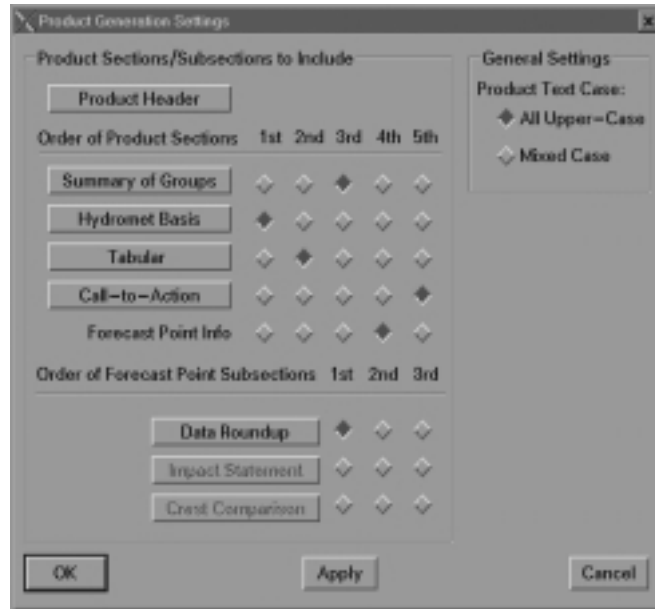 Product Generation Settings
Product Sections/Subsections to Include
Product Header
Order of Product Sections 1st 2nd 3rd 4th 5th
Summary of Groups
Hydromet Basis
Tabular
Call-to-Action
Forecast Point Info
Order of Forecast Point Subsections 1st 2nd 3rd
Data Roundup
Impact Statement
Crest Comparison
General Settings
Product Text Case:
All Upper-Case
Mixed Case
OK Apply Cancel